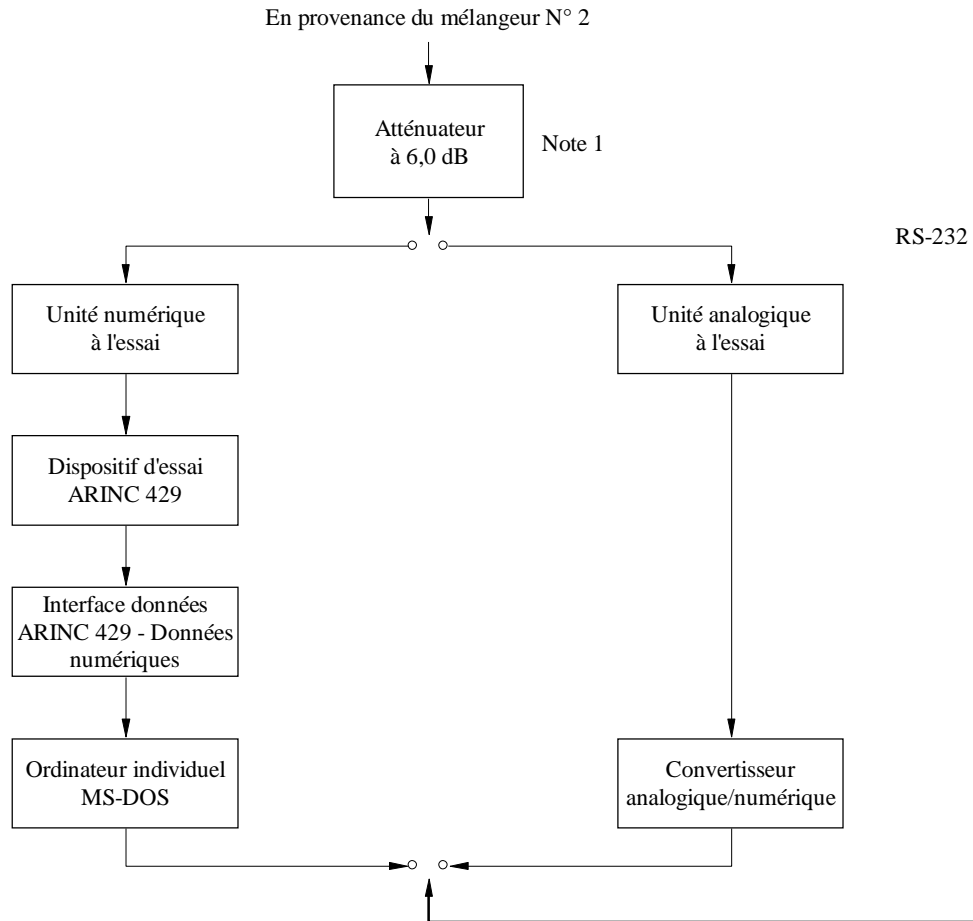 En provenance du mélangeur N° 2
Atténuateur
à 6,0 dB
Note 1
RS-232
Unité numérique
à l'essai
Unité analogique
à l'essai
Dispositif d'essai
ARINC 429
Interface données
ARINC 429 - Données
numériques
Ordinateur individuel
MS-DOS
Convertisseur
analogique/numérique